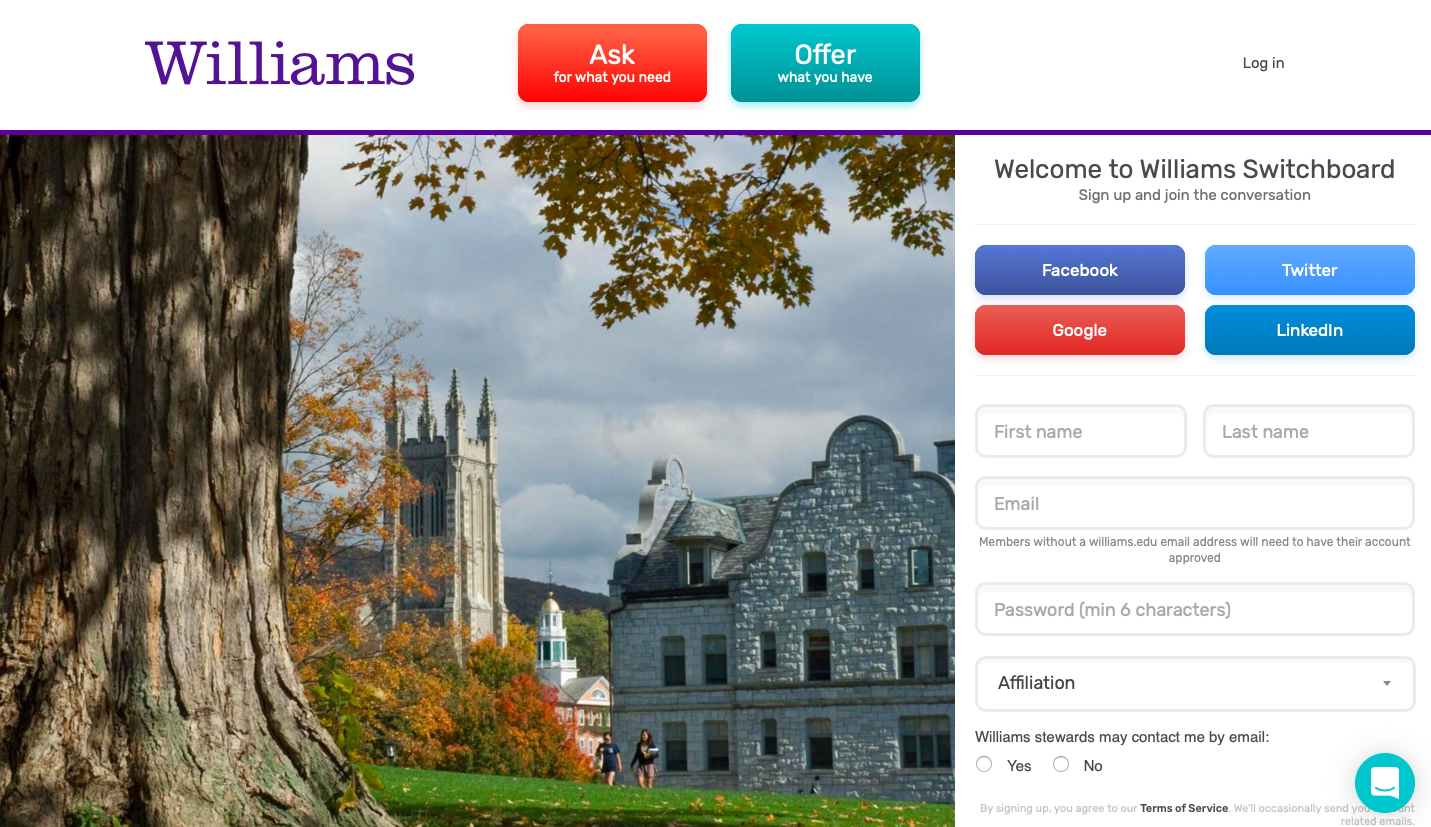 Williams
Ask
for what you need
Offer
what you have
Log in
Welcome to Williams Switchboard
Sign up and join the conversation
Facebook
Twitter
Google
LinkedIn
First name
Last name
Email
Members without a williams.edu email address will need to have their account
approved
Password (min 6 characters)
Affiliation
Williams stewards may contact me by email:
Yes
No
By signing up, you agree to our Terms of Service. We'll occasionally send you
related emails.